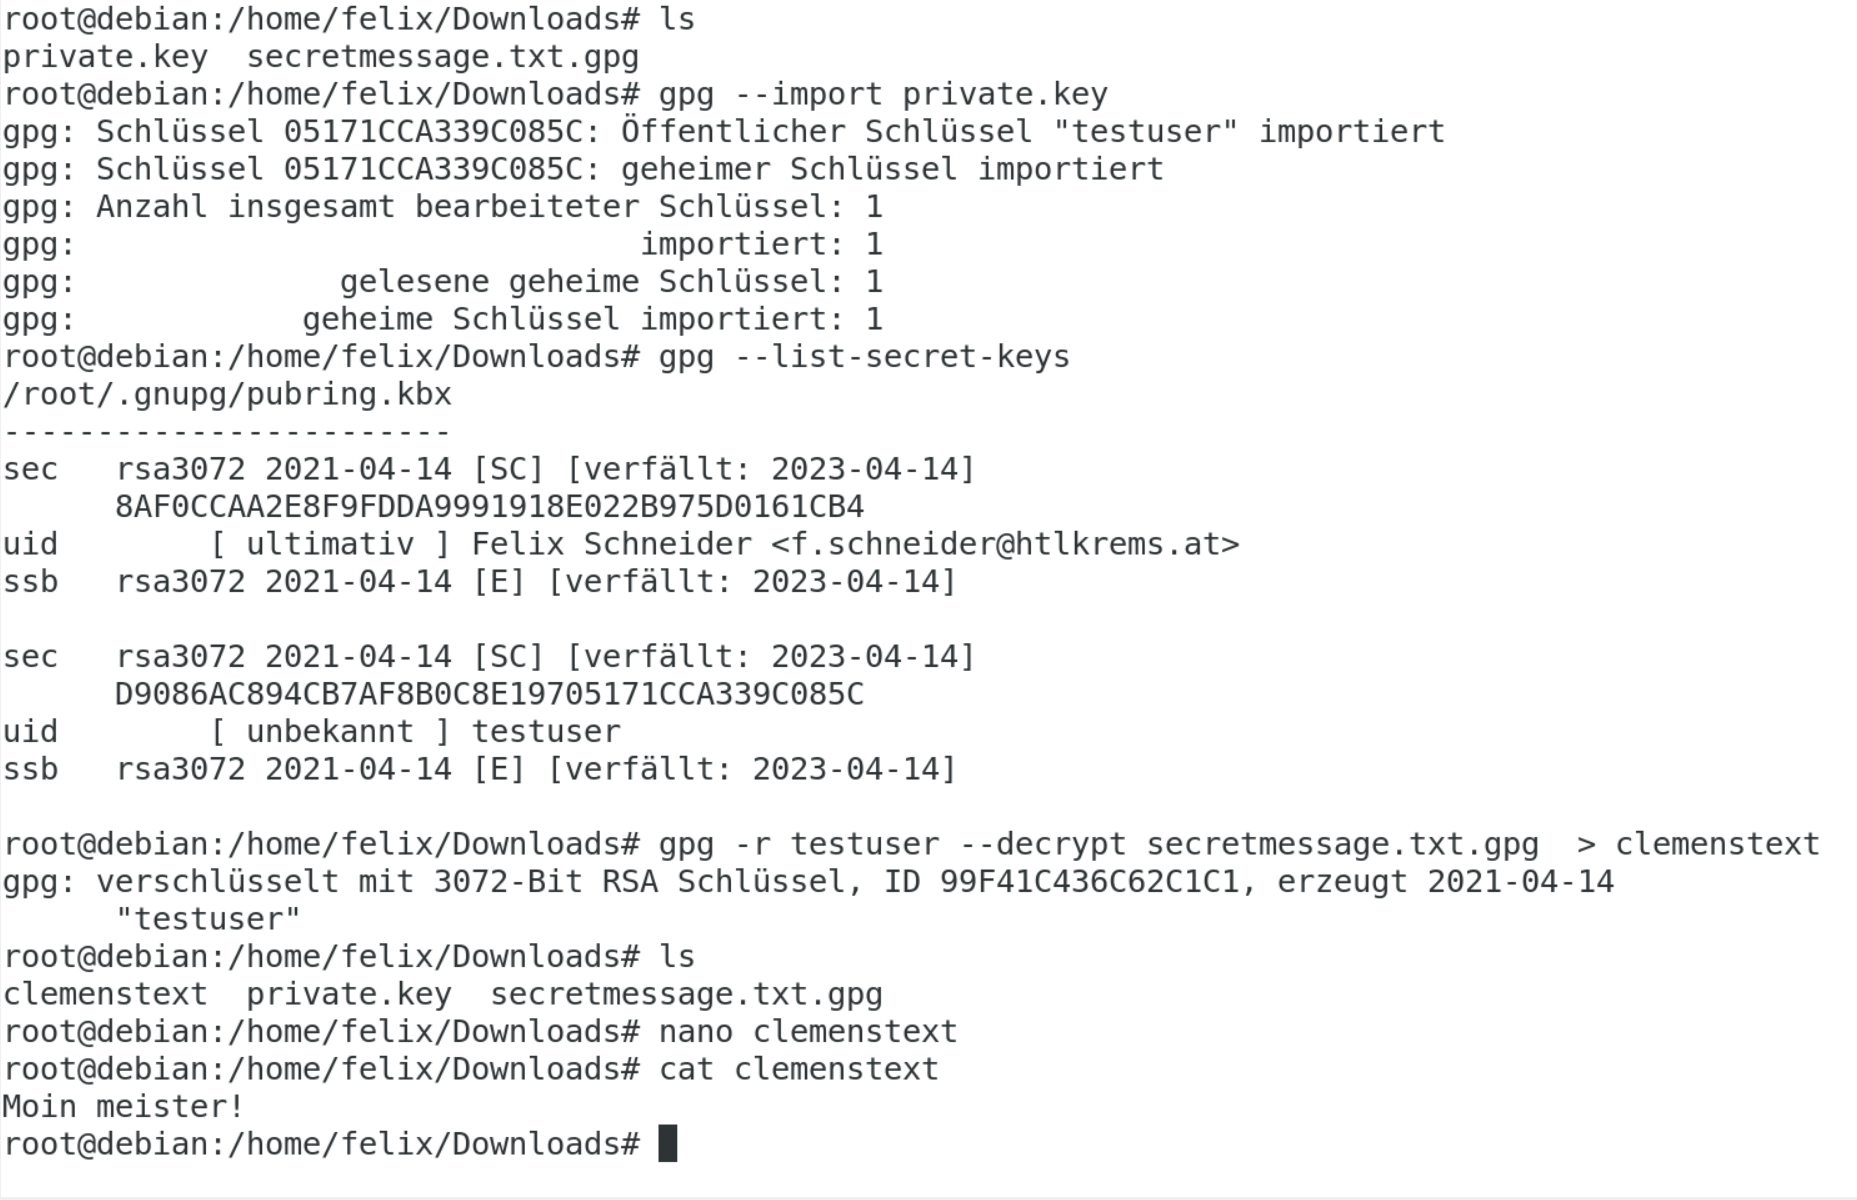 root@debian:/home/felix/Downloads# ls
private.key  secretmessage.txt.gpg
root@debian:/home/felix/Downloads# gpg --import private.key
gpg: Schlüssel 05171CCA339C085C: Öffentlicher Schlüssel "testuser" importiert
gpg: Schlüssel 05171CCA339C085C: geheimer Schlüssel importiert
gpg: Anzahl insgesamt bearbeiteter Schlüssel: 1
gpg:                              importiert: 1
gpg:              gelesene geheime Schlüssel: 1
gpg:            geheime Schlüssel importiert: 1
root@debian:/home/felix/Downloads# gpg --list-secret-keys
/root/.gnupg/pubring.kbx
------------------------
sec   rsa3072 2021-04-14 [SC] [verfällt: 2023-04-14]
      8AF0CCAA2E8F9FDDA9991918E022B975D0161CB4
uid        [ ultimativ ] Felix Schneider <f.schneider@htlkrems.at>
ssb   rsa3072 2021-04-14 [E] [verfällt: 2023-04-14]

sec   rsa3072 2021-04-14 [SC] [verfällt: 2023-04-14]
      D9086AC894CB7AF8B0C8E19705171CCA339C085C
uid        [ unbekannt ] testuser
ssb   rsa3072 2021-04-14 [E] [verfällt: 2023-04-14]

root@debian:/home/felix/Downloads# gpg -r testuser --decrypt secretmessage.txt.gpg  > clemenstext
gpg: verschlüsselt mit 3072-Bit RSA Schlüssel, ID 99F41C436C62C1C1, erzeugt 2021-04-14
      "testuser"
root@debian:/home/felix/Downloads# ls
clemenstext  private.key  secretmessage.txt.gpg
root@debian:/home/felix/Downloads# nano clemenstext
root@debian:/home/felix/Downloads# cat clemenstext
Moin meister!
root@debian:/home/felix/Downloads#